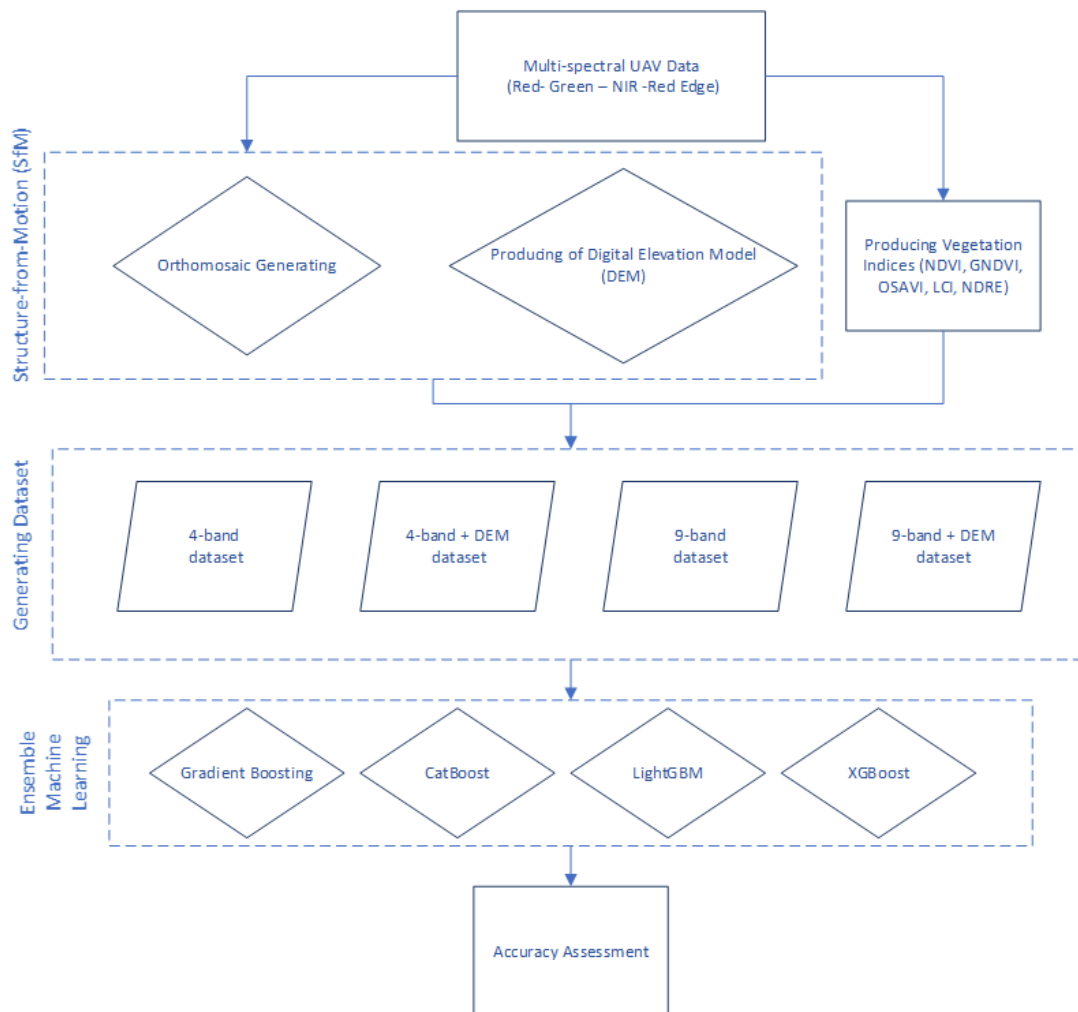 Multi-spectral UAV Data
(Red- Green – NIR -Red Edge)
Structure-from-Motion (SfM)
Orthomosaic Generating
Producing of Digital Elevation Model
(DEM)
Producing Vegetation
Indices (NDVI, GNDVI,
OSAVI, LCI, NDRE)
Generating Dataset
4-band
dataset
4-band + DEM
dataset
9-band
dataset
9-band + DEM
dataset
Ensemble
Machine
Learning
Gradient Boosting
CatBoost
LightGBM
XGBoost
Accuracy Assessment